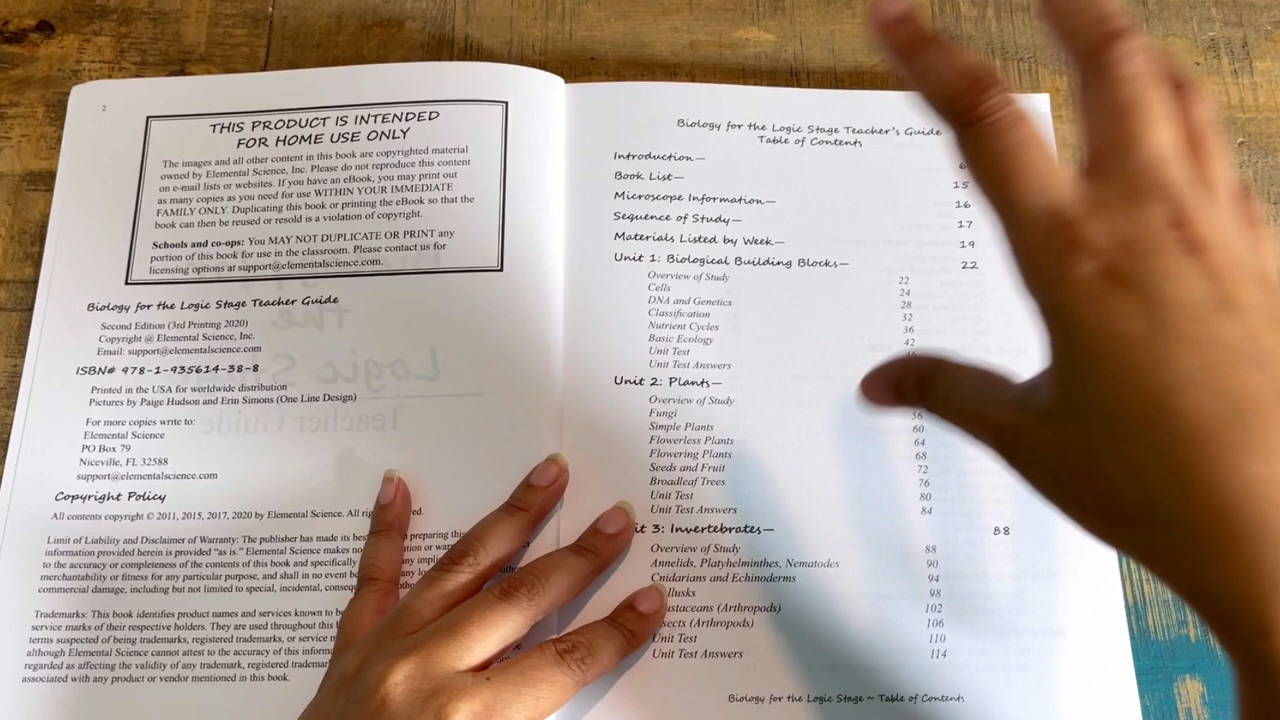 2
THIS PRODUCT IS INTENDED
FOR HOME USE ONLY
The images and all other content in this book are copyrighted material
owned by Elemental Science, Inc. Please do not reproduce this content
on e-mail lists or websites. If you have an eBook, you may print out
as many copies as you need for use WITHIN YOUR IMMEDIATE
FAMILY ONLY. Duplicating this book or printing the eBook so that the
book can then be reused or resold is a violation of copyright.
Schools and co-ops: You MAY NOT DUPLICATE OR PRINT any
portion of this book for use in the classroom. Please contact us for
licensing options at support@elementalscience.com.
Biology for the Logic Stage Teacher Guide
Second Edition (3rd Printing 2020)
Copyright @ Elemental Science, Inc.
Email: support@elementalscience.com
ISBN# 978-1-935614-38-8
Printed in the USA for worldwide distribution
Pictures by Paige Hudson and Erin Simons (One Line Design)
For more copies write to:
Elemental Science
PO Box 79
Niceville, FL 32588
support@elementalscience.com
Copyright Policy
All contents copyright © 2011, 2015, 2017, 2020 by Elemental Science. All
Limit of Liability and Disclaimer of Warranty: The publisher has made its preparing this
information provided herein is provided "as is." Elemental Science makes no
to the accuracy or completeness of the contents of this book and specifically any
merchantability or fitness for any particular purpose, and shall in no event be
commercial damage, including but not limited to special, incidental,
Trademarks: This book identifies product names and services known to be
service marks of their respective holders. They are used throughout this
terms suspected of being trademarks, registered trademarks, or service
although Elemental Science cannot attest to the accuracy of this
regarded as affecting the validity of any trademark, registered
associated with any product or vendor mentioned in this book.
Biology for the Logic Stage Teacher's Guide
Table of Contents
Introduction— 6
Book List— 15
Microscope Information— 16
Sequence of Study— 17
Materials Listed by Week— 19
Unit 1: Biological Building Blocks— 22
Overview of Study 22
Cells 24
DNA and Genetics 28
Classification 32
Nutrient Cycles 36
Basic Ecology 42
Unit Test
Unit Test Answers
Unit 2: Plants—
Overview of Study
Fungi 56
Simple Plants 60
Flowerless Plants 64
Flowering Plants 68
Seeds and Fruit 72
Broadleaf Trees 76
Unit Test 80
Unit Test Answers 84
3: Invertebrates— 88
Overview of Study 88
Annelids, Platyhelminthes, Nematodes 90
Cnidarians and Echinoderms 94
98
(Arthropods) 102
(Arthropods) 106
Unit Test 110
Unit Test Answers 114
Biology for the Logic Stage ~ Table of Contents